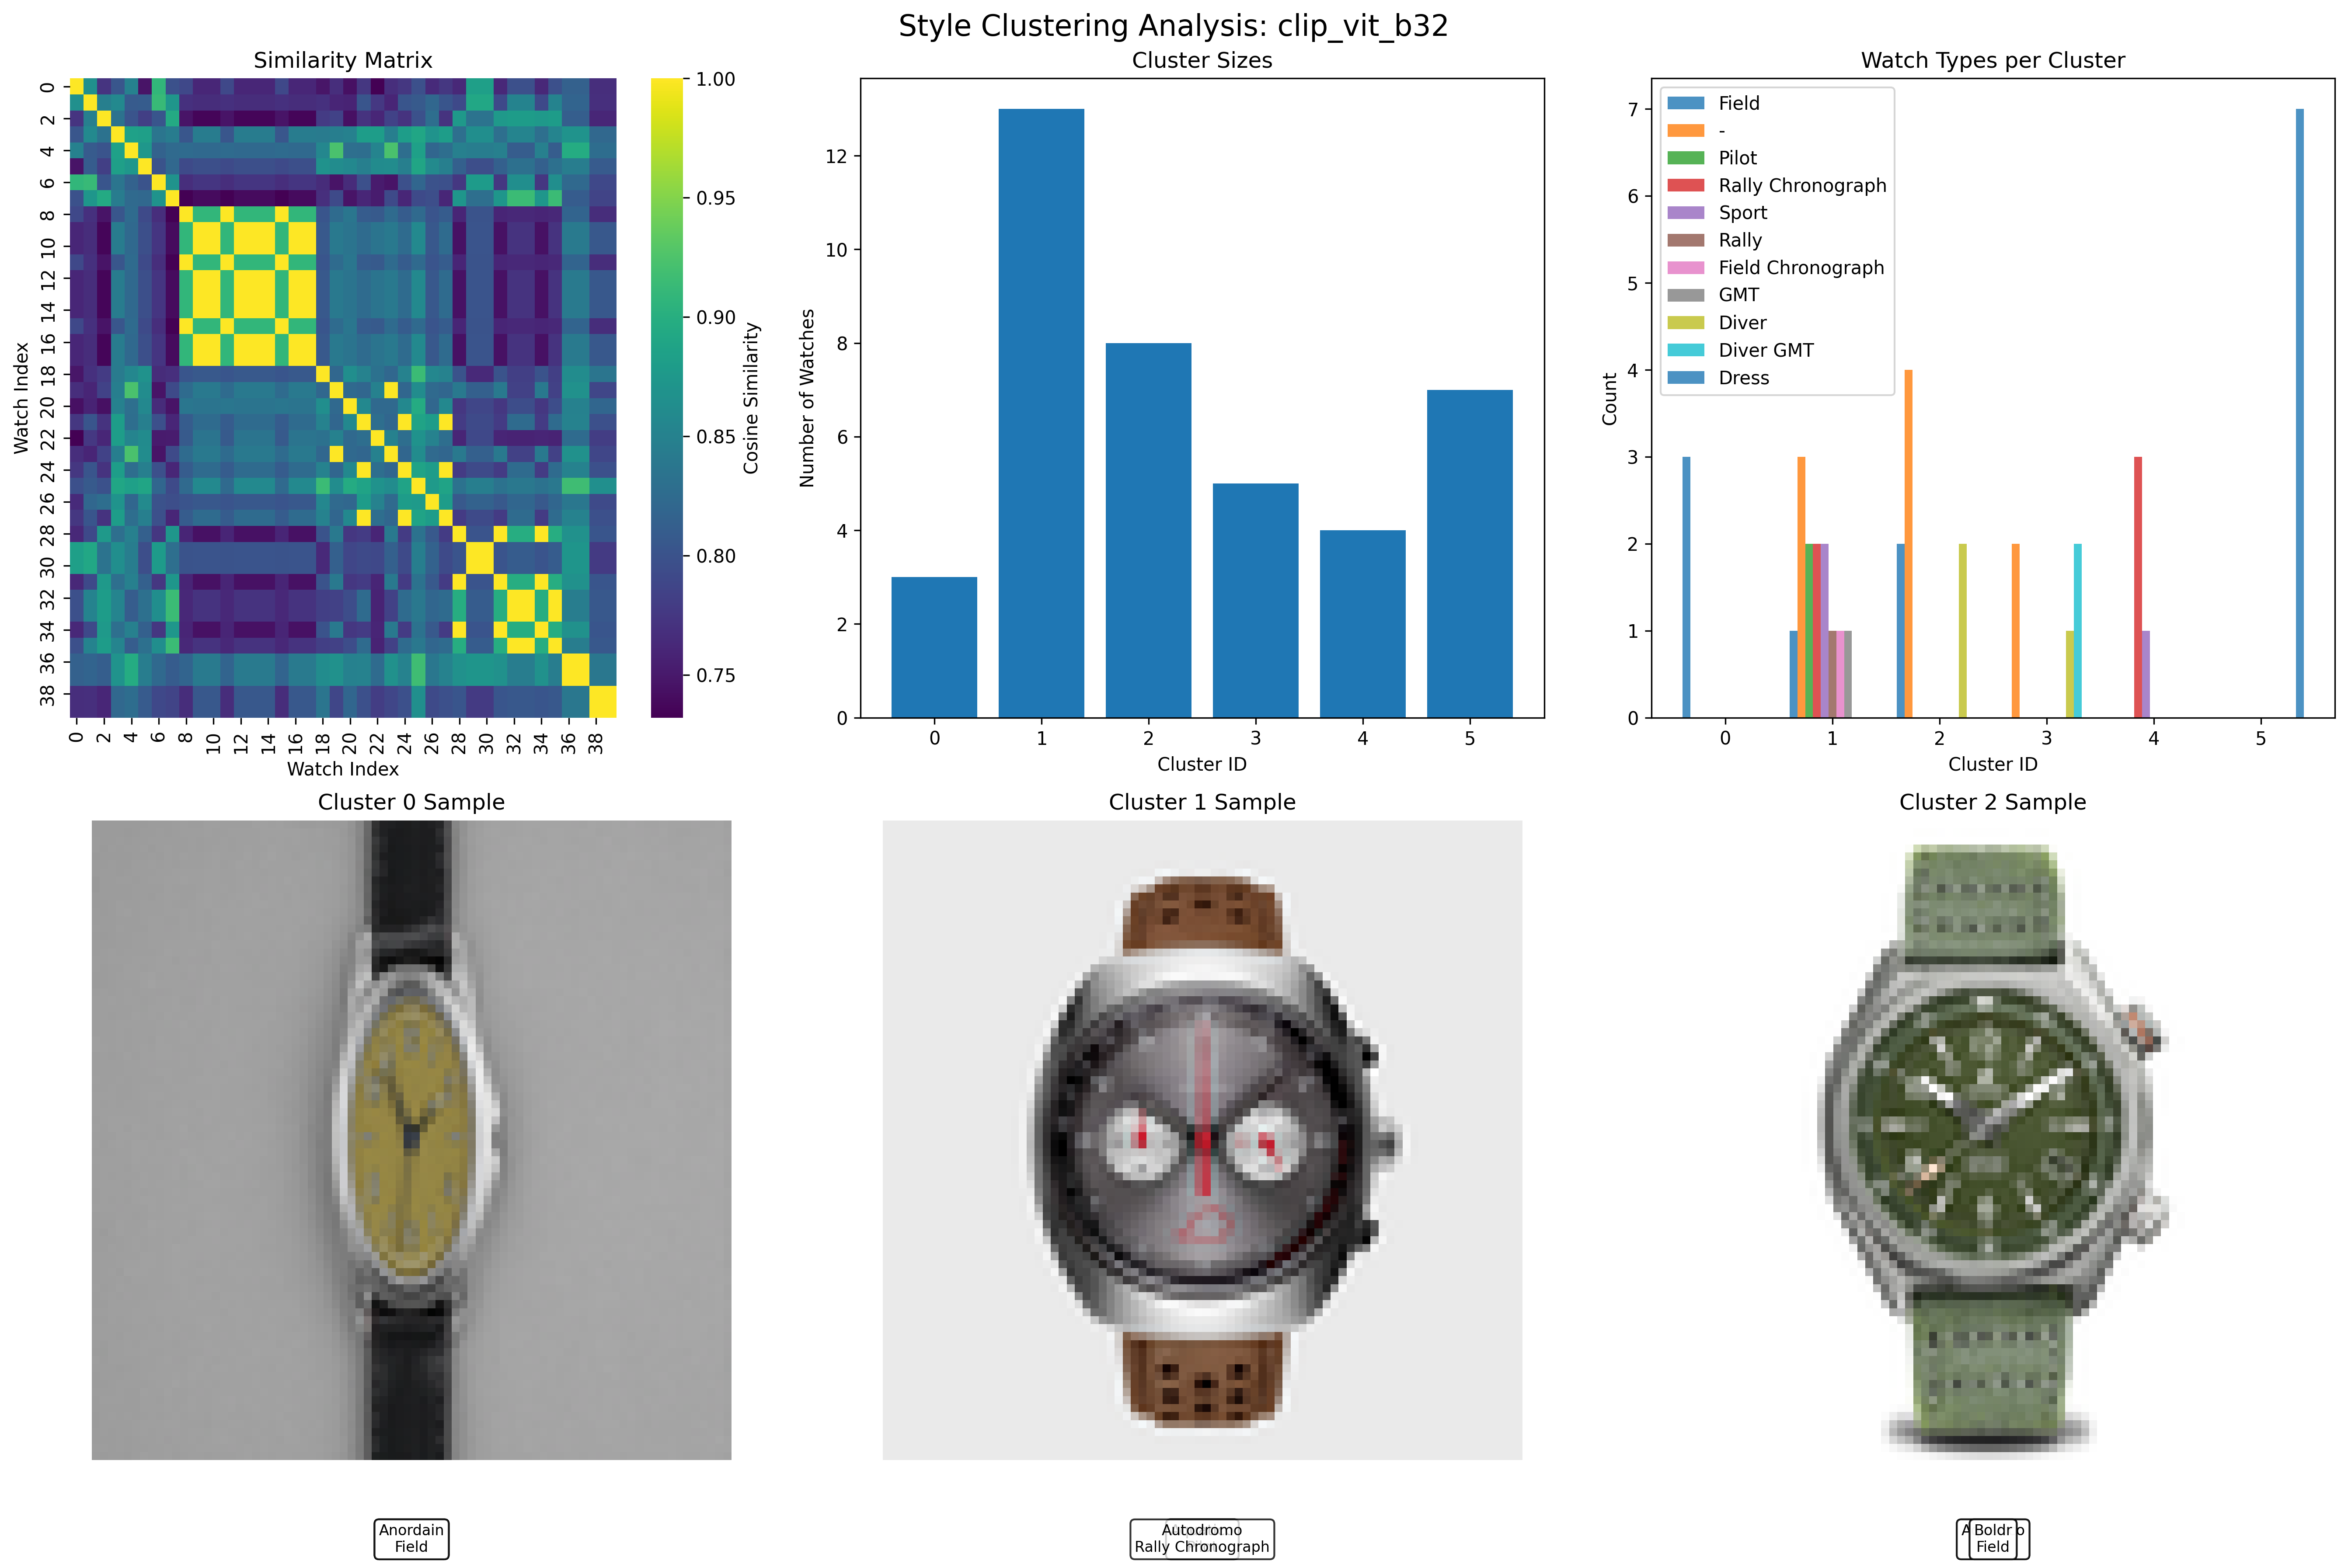 Style Clustering Analysis: clip_vit_b32
Similarity Matrix
Watch Index
0
2
4
6
8
10
12
14
16
18
20
22
24
26
28
30
32
34
36
38
0
2
4
6
8
10
12
14
16
18
20
22
24
26
28
30
32
34
36
38
Watch Index
1.00
0.95
0.90
0.85
0.80
0.75
Cosine Similarity
Cluster Sizes
Number of Watches
12
10
8
6
4
2
0
0
1
2
3
4
5
Cluster ID
Watch Types per Cluster
Count
7
6
5
4
3
2
1
0
Field
-
Pilot
Rally Chronograph
Sport
Rally
Field Chronograph
GMT
Diver
Diver GMT
Dress
0
1
2
3
4
5
Cluster ID
Cluster 0 Sample
Anordain
Field
Cluster 1 Sample
Autodromo
Rally Chronograph
Cluster 2 Sample
Boldr
Field